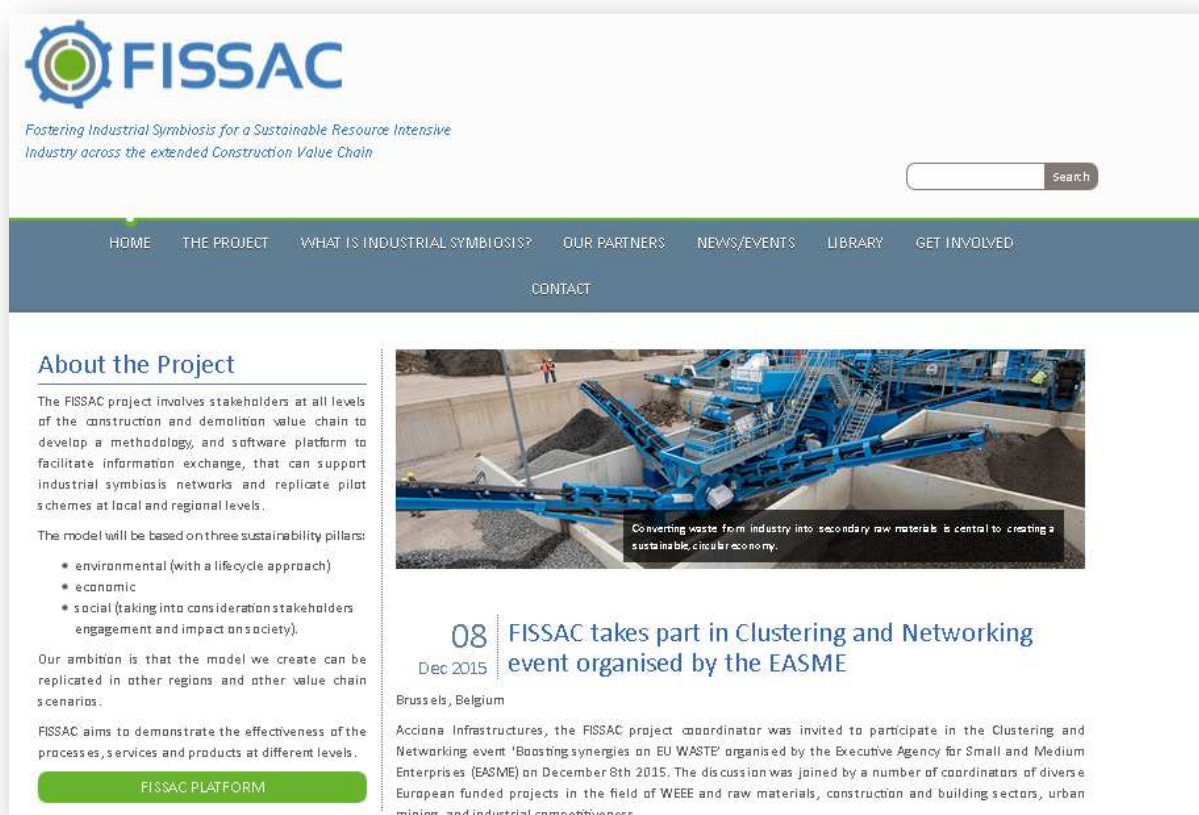 FISSAC
Fostering Industrial Symbiosis for a Sustainable Resource Intensive
Industry across the extended Construction Value Chain
Search
HOME THE PROJECT WHAT IS INDUSTRIAL SYMBIOSIS? OUR PARTNERS NEWS/EVENTS LIBRARY GET INVOLVED
CONTACT
About the Project
The FISSAC project involves stakeholders at all levels
of the construction and demolition value chain to
develop a methodology, and software platform to
facilitate information exchange, that can support
industrial symbiosis networks and replicate pilot
schemes at local and regional levels.
The model will be based on three sustainability pillars:
environmental (with a lifecycle approach)
economic
social (taking into consideration stakeholders
engagement and impact on society).
Our ambition is that the model we create can be
replicated in other regions and other value chain
scenarios.
FISSAC aims to demonstrate the effectiveness of the
processes, services and products at different levels.
FISSAC PLATFORM
Converting waste from industry into secondary raw materials is central to creating a
sustainable, circular economy.
08
Dec 2015
FISSAC takes part in Clustering and Networking
event organised by the EASME
Brussels, Belgium
Acciona Infrastructures, the FISSAC project coordinator was invited to participate in the Clustering and
Networking event 'Boosting synergies on EU WASTE' organised by the Executive Agency for Small and Medium
Enterprises (EASME) on December 8th 2015. The discussion was joined by a number of coordinators of diverse
European funded projects in the field of WEEE and raw materials, construction and building sectors, urban
mining, and industrial competitiveness.